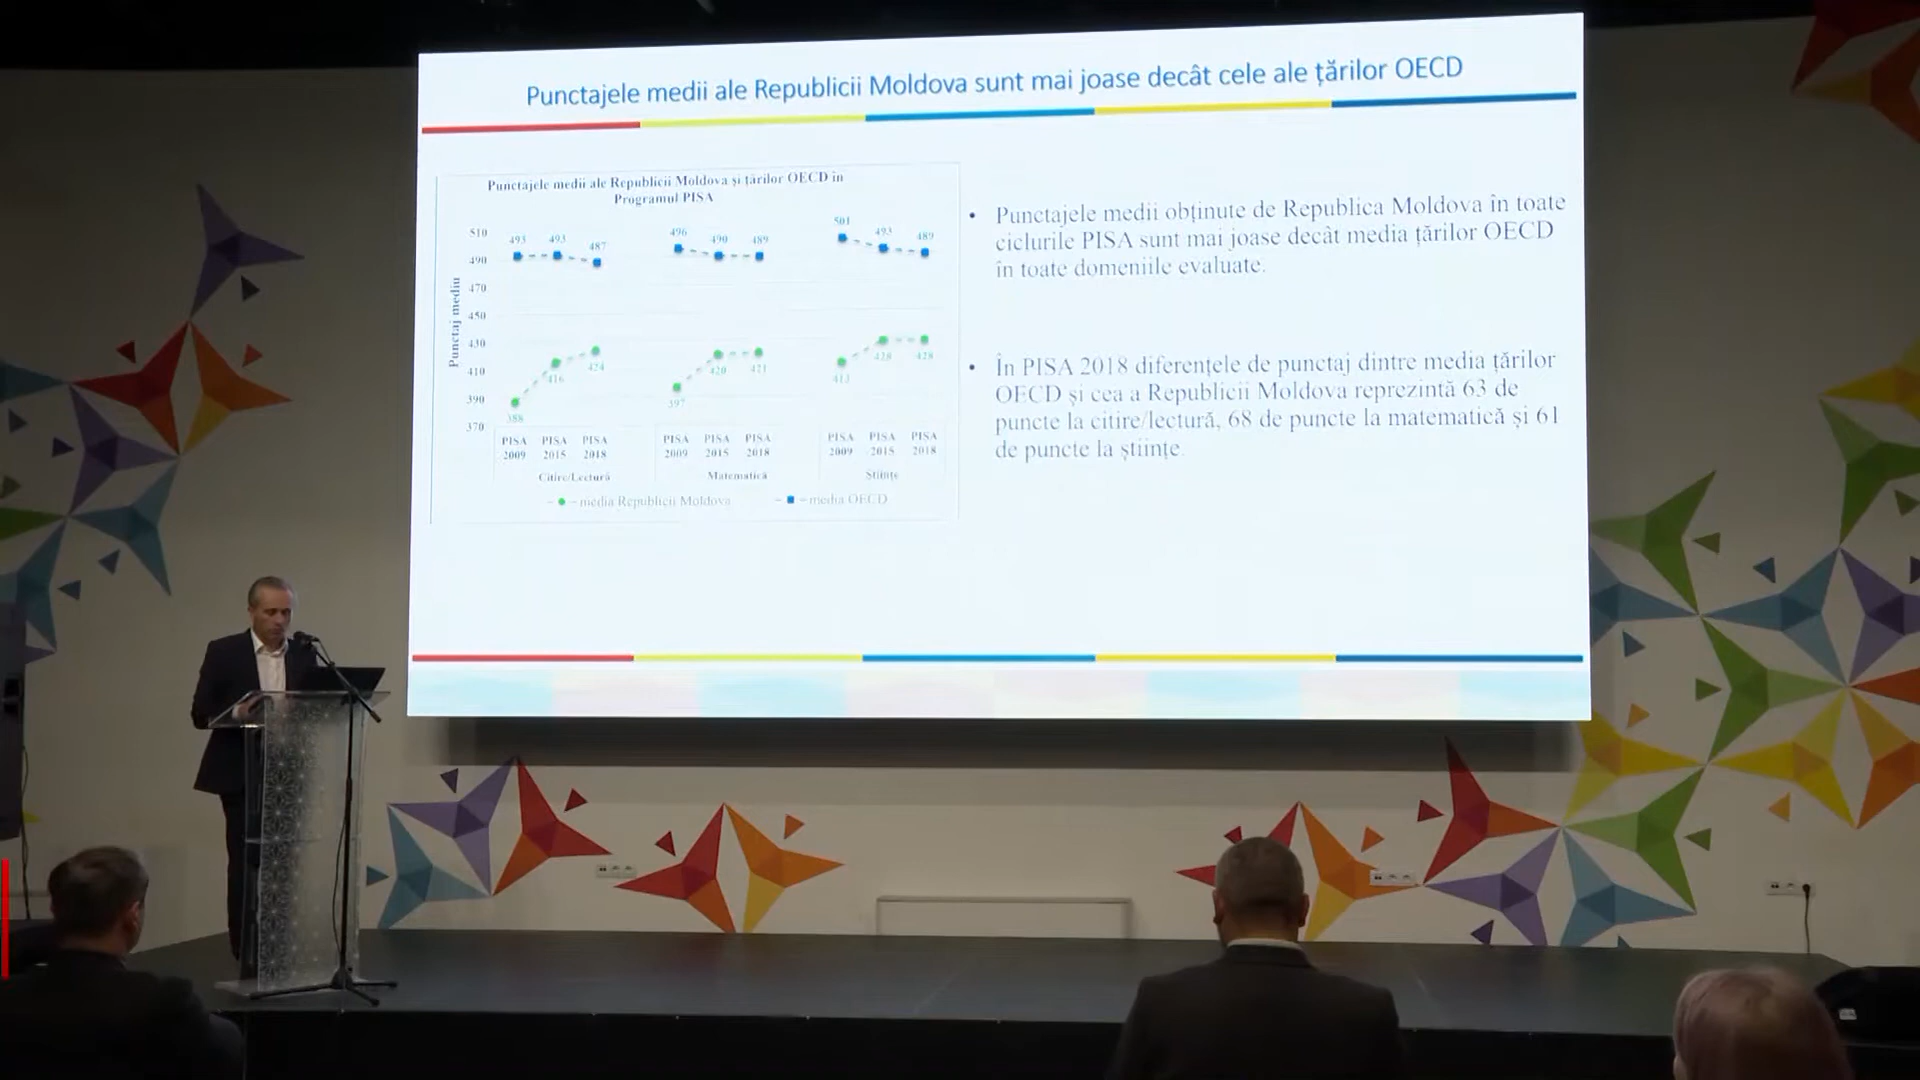 Punctajele medii ale Republicii Moldova sunt mai joase decât cele ale țărilor OECD
Punctajele medii ale Republicii Moldova și țărilor OECD în
Programul PISA
Punctaj mediu
510
490
470
450
430
410
390
370
493 493 487
496 490 489
501 493 489
388 416 424
397 420 421
413 428 428
PISA PISA PISA PISA PISA PISA PISA PISA PISA
2009 2015 2018 2009 2015 2018 2009 2015 2018
Citire/Lectură Matematică Științe
media Republicii Moldova media OECD
• Punctajele medii obținute de Republica Moldova în toate
ciclurile PISA sunt mai joase decât media țărilor OECD
în toate domeniile evaluate.
• În PISA 2018 diferențele de punctaj dintre media țărilor
OECD și cea a Republicii Moldova reprezintă 63 de
puncte la citire/lectură, 68 de puncte la matematică și 61
de puncte la științe.